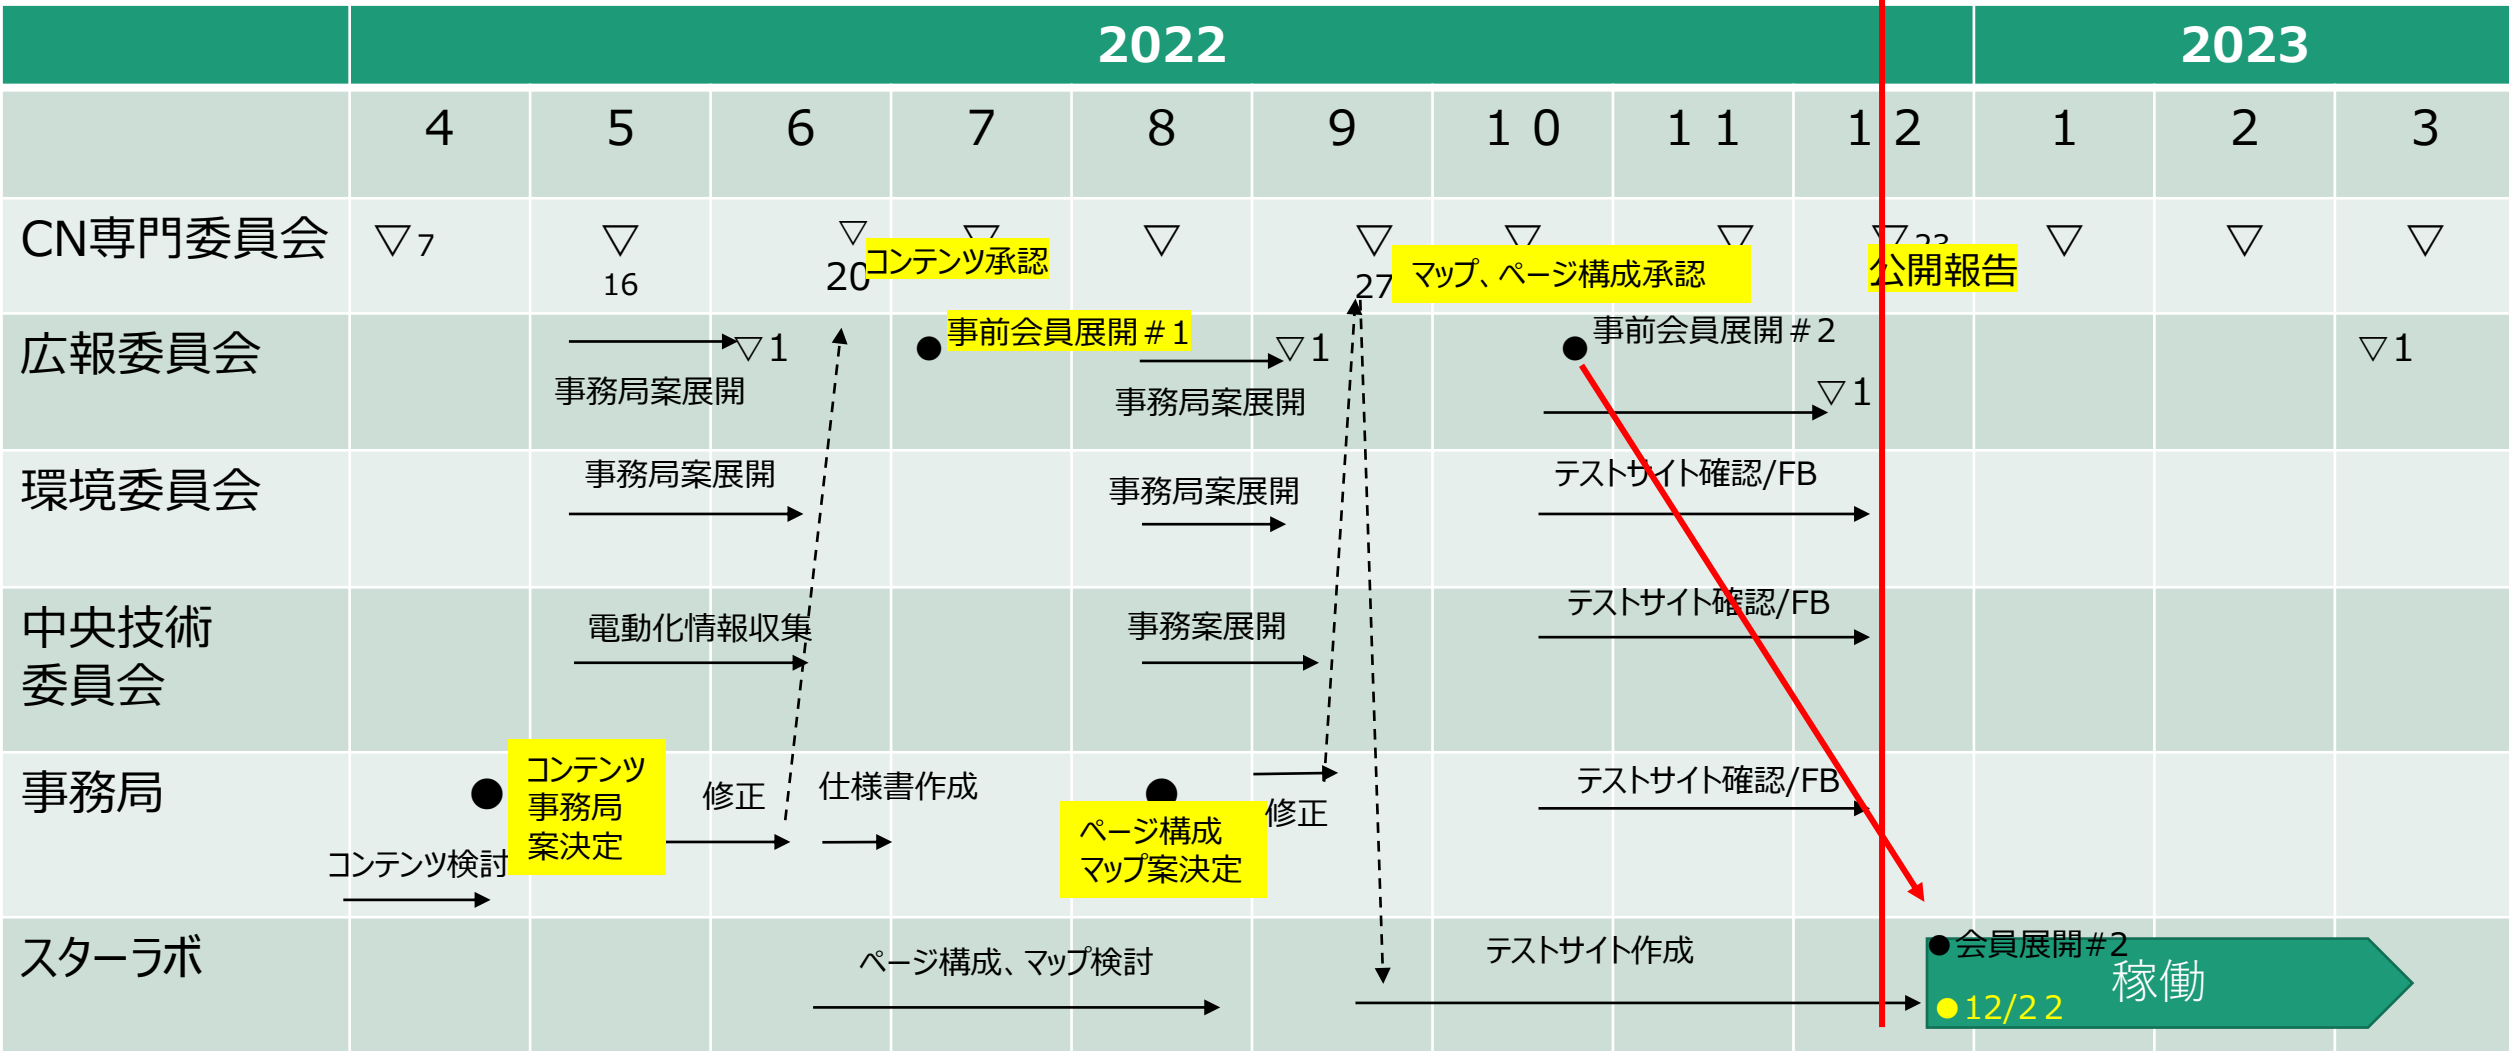 2022
2023
4
5
6
7
8
9
１０
１１
１２
1
2
3
CN専門委員会
▽7
▽
16
▽
20
コンテンツ承認
▽
▽
▽
27
▽
マップ、ページ構成承認
▽
▽23
公開報告
▽
▽
▽
広報委員会
事務局案展開
▽1
●
事前会員展開＃１
事務局案展開
▽1
●
事前会員展開＃2
▽1
▽1
環境委員会
事務局案展開
事務局案展開
テストサイト確認/FB
中央技術
委員会
電動化情報収集
事務案展開
テストサイト確認/FB
事務局
コンテンツ検討
●
コンテンツ
事務局
案決定
修正
仕様書作成
●
ページ構成
マップ案決定
修正
テストサイト確認/FB
スターラボ
ページ構成、マップ検討
テストサイト作成
●会員展開#2
稼働
●12/2２